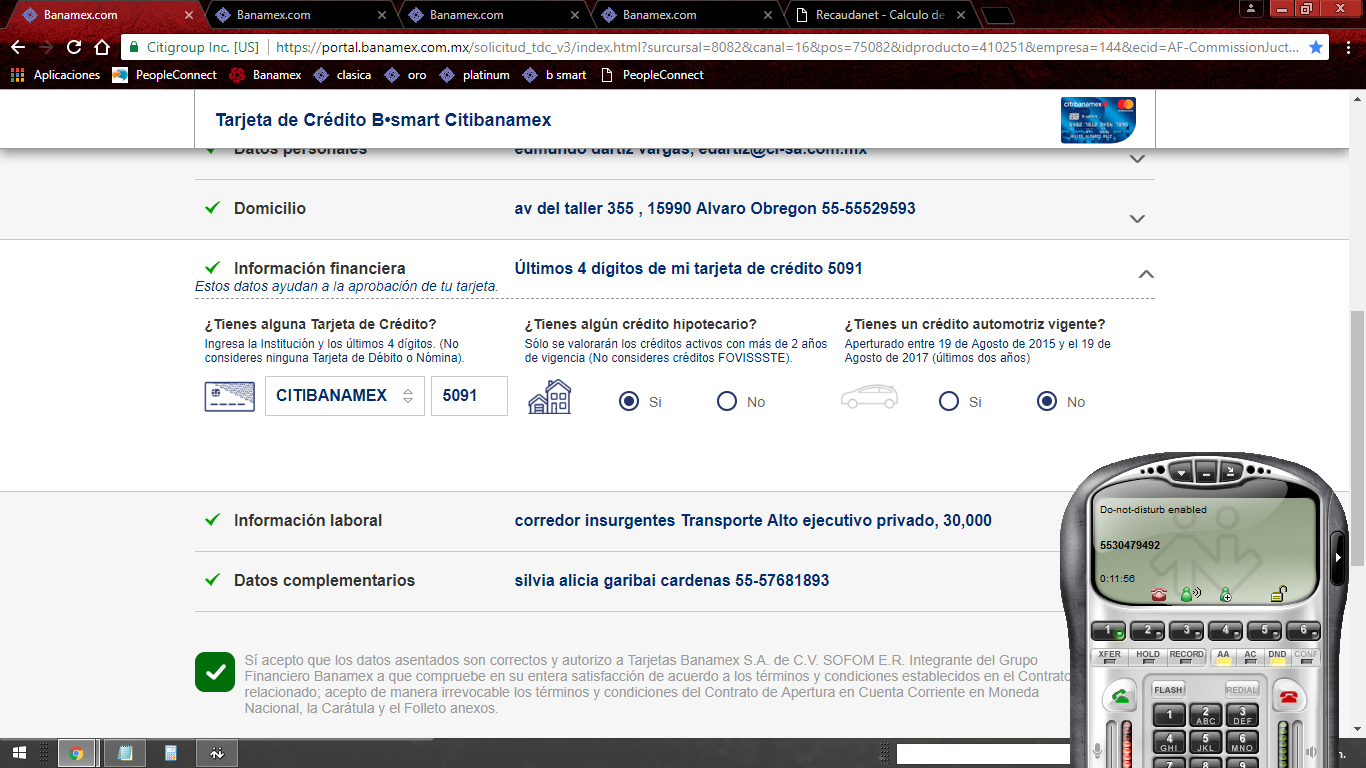 Banamex.com
Banamex.com
Banamex.com
Banamex.com
Recaudanet - Calculo de
Citigroup Inc. [US]
https://portal.banamex.com.mx/solicitud_tdc_v3/index.html?surcursal=8082&canal=16&pos=75082&idproducto=410251&empresa=144&ecid=AF-CommissionJuct...
Aplicaciones
PeopleConnect
Banamex
clasica
oro
platinum
b smart
PeopleConnect
Tarjeta de Crédito B•smart Citibanamex
citibanamex
Datos personales
edmundo dartiz vargas, edartiz@ci-sa.com.mx
Domicilio
av del taller 355 , 15990 Alvaro Obregon 55-55529593
Información financiera
Últimos 4 dígitos de mi tarjeta de crédito 5091
Estos datos ayudan a la aprobación de tu tarjeta.
¿Tienes alguna Tarjeta de Crédito?
Ingresa la Institución y los últimos 4 dígitos. (No
consideres ninguna Tarjeta de Débito o Nómina).
CITIBANAMEX
5091
¿Tienes algún crédito hipotecario?
Sólo se valorarán los créditos activos con más de 2 años
de vigencia (No consideres créditos FOVISSSTE).
Si
No
¿Tienes un crédito automotriz vigente?
Aperturado entre 19 de Agosto de 2015 y el 19 de
Agosto de 2017 (últimos dos años)
Si
No
Información laboral
corredor insurgentes Transporte Alto ejecutivo privado, 30,000
Datos complementarios
silvia alicia garibai cardenas 55-57681893
Sí acepto que los datos asentados son correctos y autorizo a Tarjetas Banamex S.A. de C.V. SOFOM E.R. Integrante del Grupo
Financiero Banamex a que compruebe en su entera satisfacción de acuerdo a los términos y condiciones establecidos en el Contrato
relacionado; acepto de manera irrevocable los términos y condiciones del Contrato de Apertura en Cuenta Corriente en Moneda
Nacional, la Carátula y el Folleto anexos.
Do-not-disturb enabled
5530479492
0:11:56
1
2
3
4
5
6
XFER
HOLD
RECORD
AA
AC
DND
CONF
FLASH
REDIAL
1
2
ABC
3
DEF
4
GHI
5
JKL
6
MNO
7
8
9